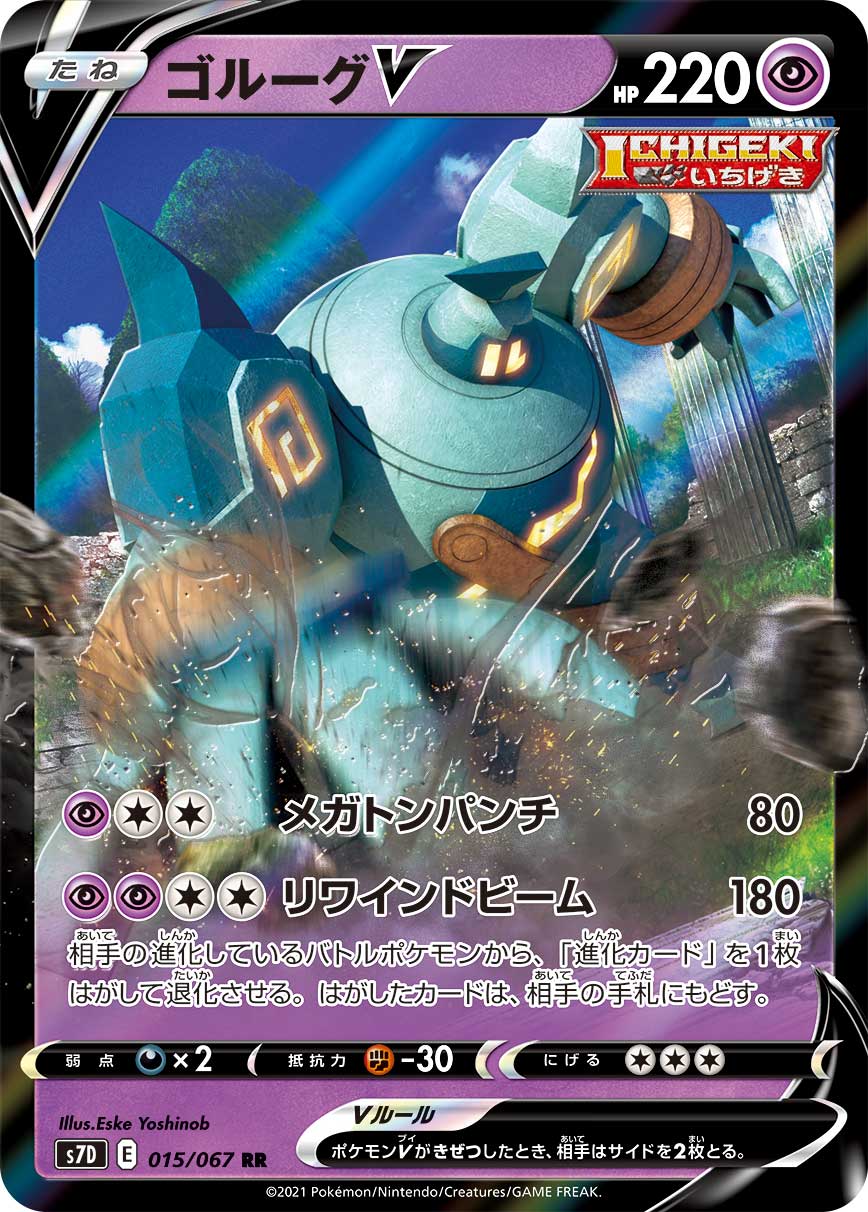 たね ゴルーグV HP 220
ICHIGEKI
いちげき
メガトンパンチ 80
リワインドビーム 180
相手の進化しているバトルポケモンから、「進化カード」を1枚
はがして退化させる。はがしたカードは、相手の手札にもどす。
弱点 ×2 抵抗力 -30 にげる
Illus.Eske Yoshinob
Vルール
ポケモンVがきぜつしたとき、相手はサイドを2枚とる。
s7D E 015/067 RR
©2021 Pokémon/Nintendo/Creatures/GAME FREAK.